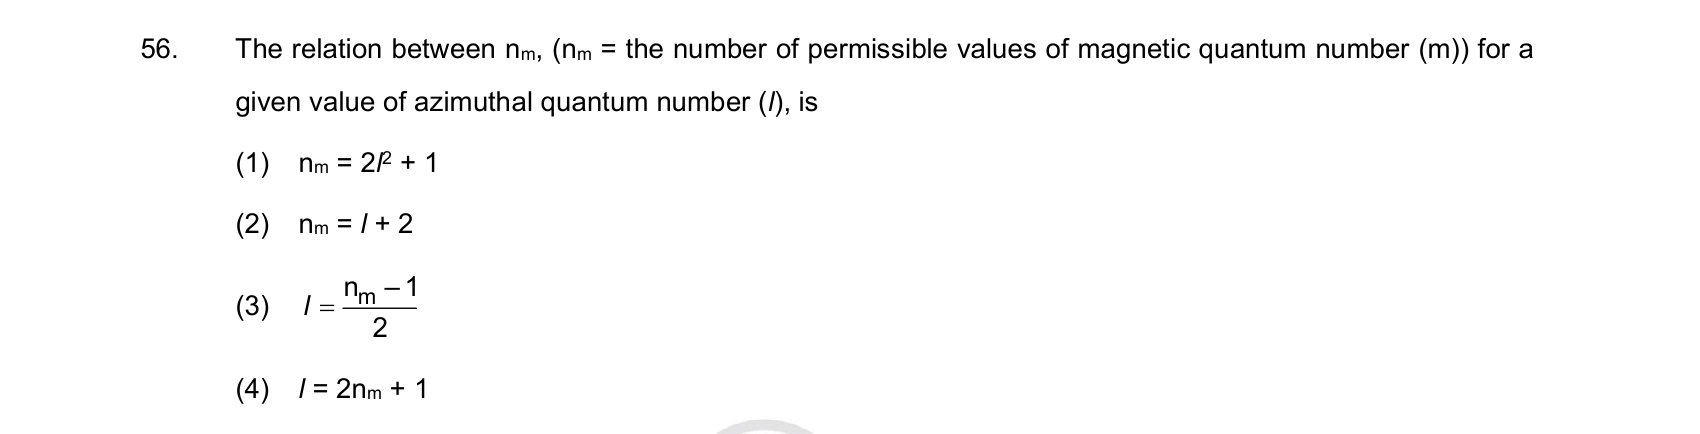 56. The relation between nm, (nm = the number of permissible values of magnetic quantum number (m)) for a
given value of azimuthal quantum number (l), is
(1) nm = 2l² + 1
(2) nm = l + 2
(3) l = (nm – 1) / 2
(4) l = 2nm + 1